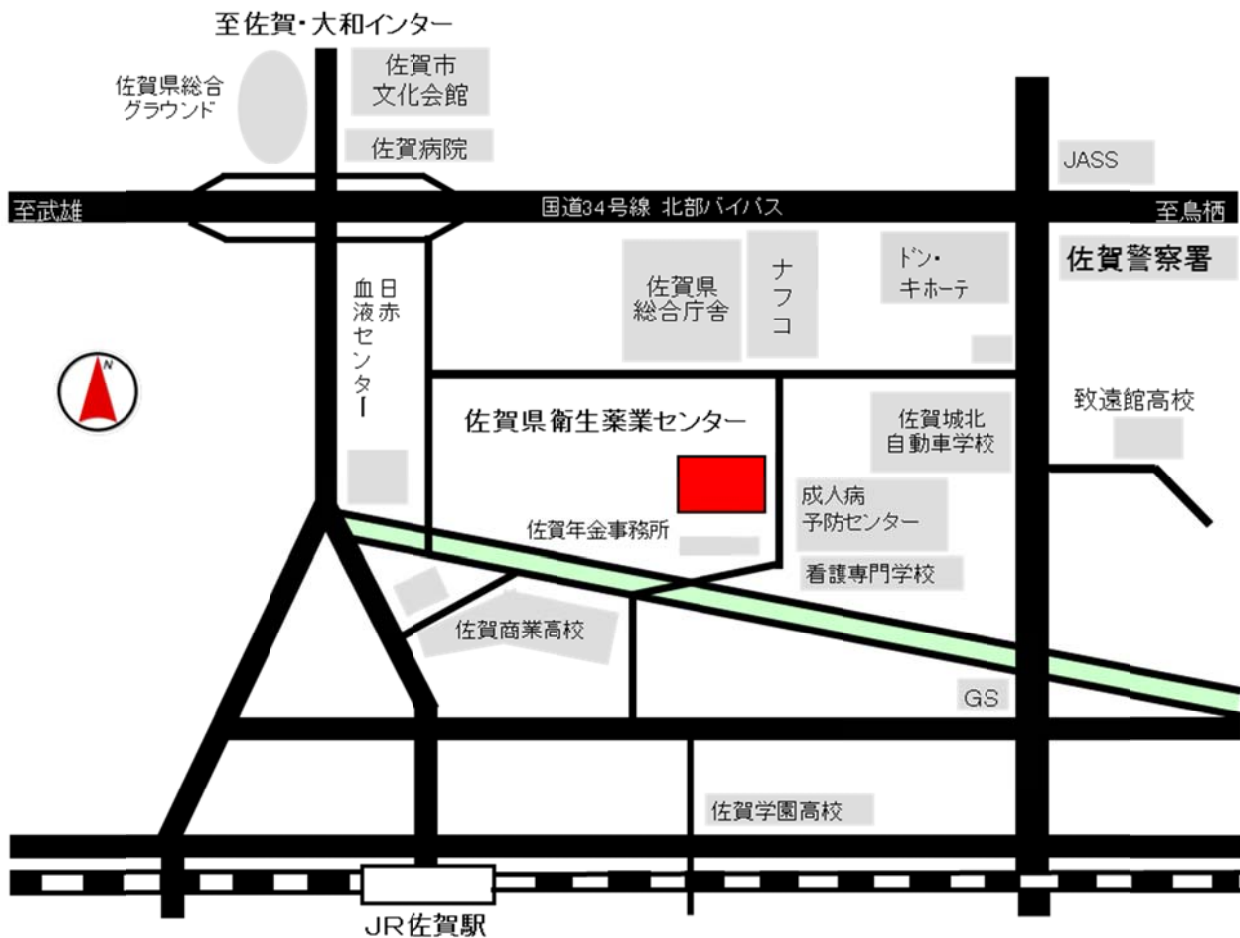 至佐賀・大和インター
佐賀県総合
グラウンド
佐賀市
文化会館
佐賀病院
JASS
至武雄
国道34号線 北部バイパス
至鳥栖
佐賀警察署
日赤
血液センター
佐賀県
総合庁舎
ナフコ
ドン・
キホーテ
N
佐賀県衛生薬業センター
佐賀城北
自動車学校
致遠館高校
成人病
予防センター
佐賀年金事務所
看護専門学校
佐賀商業高校
GS
佐賀学園高校
JR佐賀駅